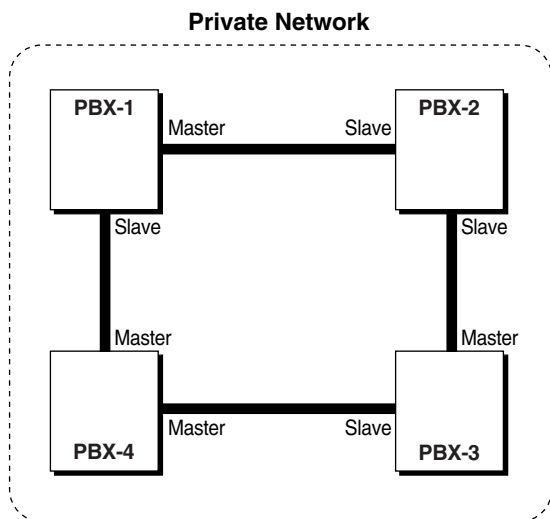 Private Network
PBX-1
PBX-2
Master
Slave
Slave
Slave
Master
Master
Master
Slave
PBX-4
PBX-3